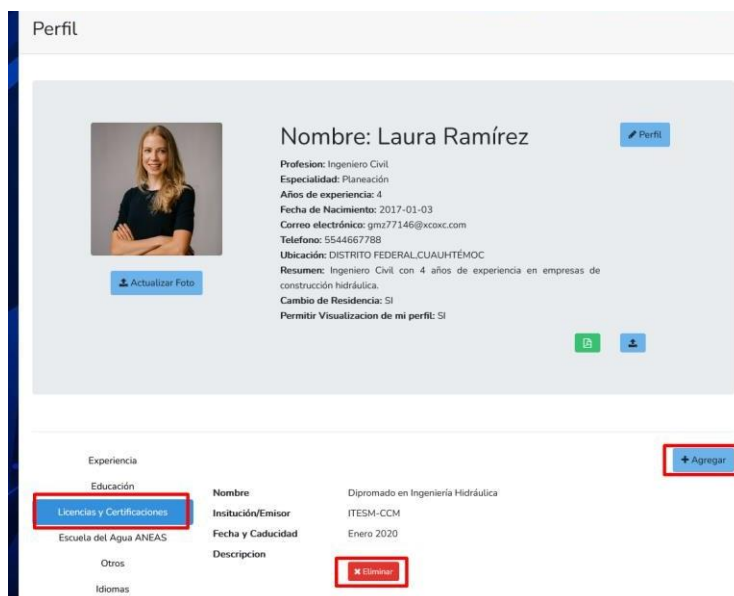 Perfil
Nombre: Laura Ramírez
Perfil
Profesion: Ingeniero Civil
Especialidad: Planeación
Años de experiencia: 4
Fecha de Nacimiento: 2017-01-03
Correo electrónico: gmz77146@xcoxc.com
Telefono: 5544667788
Ubicación: DISTRITO FEDERAL,CUAUHTÉMOC
Resumen: Ingeniero Civil con 4 años de experiencia en empresas de
construcción hidráulica.
Cambio de Residencia: SI
Permitir Visualizacion de mi perfil: SI
Actualizar Foto
Agregar
Experiencia
Educación
Licencias y Certificaciones
Escuela del Agua ANEAS
Otros
Idiomas
Nombre Dipromado en Ingeniería Hidráulica
Insitución/Emisor ITESM-CCM
Fecha y Caducidad Enero 2020
Descripcion
Eliminar